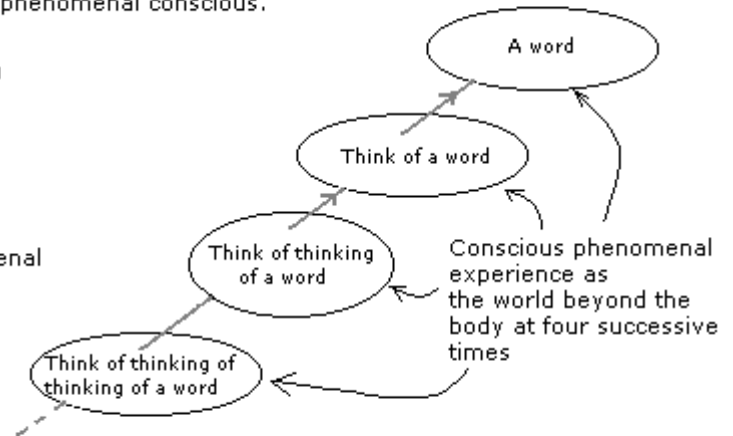 phenomenal conscious.
A word
Think of a word
Think of thinking
of a word
Think of thinking of
thinking of a word
Conscious phenomenal
experience as
the world beyond the
body at four successive
times
enal